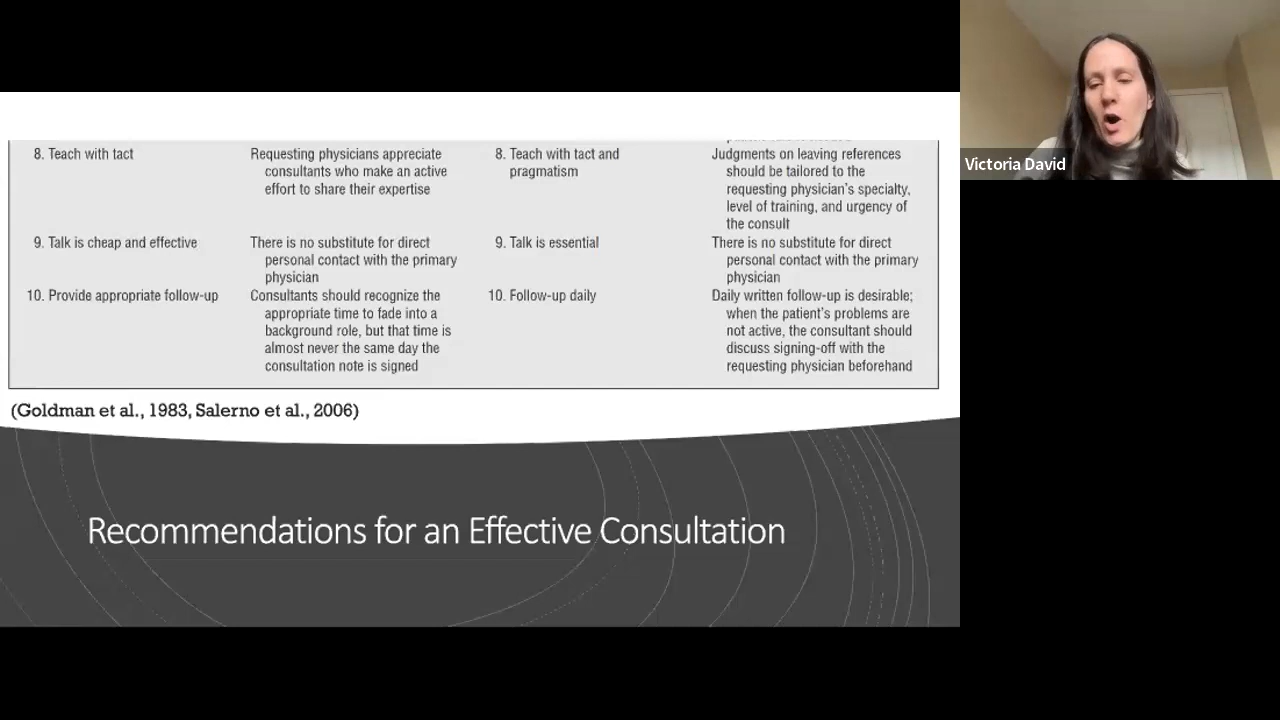 8. Teach with tact
Requesting physicians appreciate
consultants who make an active
effort to share their expertise
8. Teach with tact and
pragmatism
Judgments on leaving references
should be tailored to the
requesting physician's specialty,
level of training, and urgency of
the consult
9. Talk is cheap and effective
There is no substitute for direct
personal contact with the primary
physician
9. Talk is essential
There is no substitute for direct
personal contact with the primary
physician
10. Provide appropriate follow-up
Consultants should recognize the
appropriate time to fade into a
background role, but that time is
almost never the same day the
consultation note is signed
10. Follow-up daily
Daily written follow-up is desirable;
when the patient's problems are
not active, the consultant should
discuss signing-off with the
requesting physician beforehand
(Goldman et al., 1983, Salerno et al., 2006)
Recommendations for an Effective Consultation
Victoria David